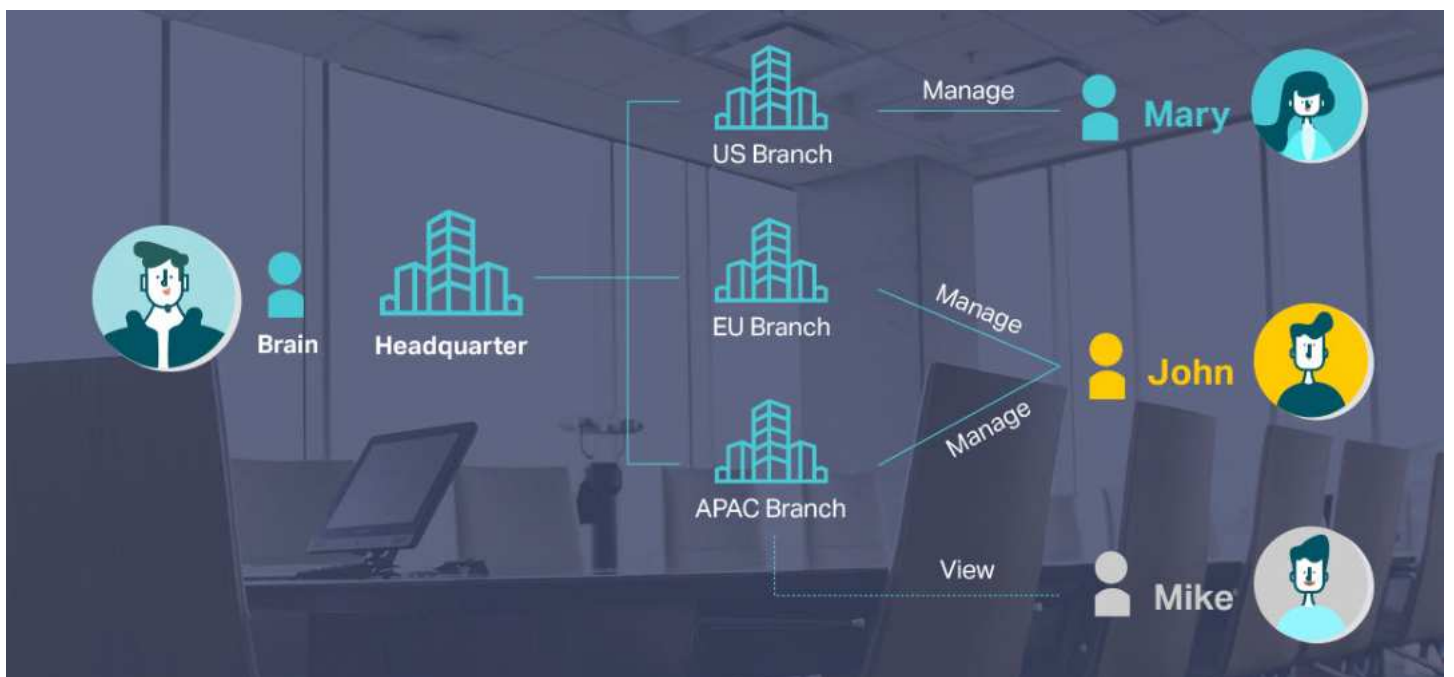 Manage
Mary
US Branch
Manage
EU Branch
Brain
Headquarter
John
Manage
APAC Branch
View
Mike